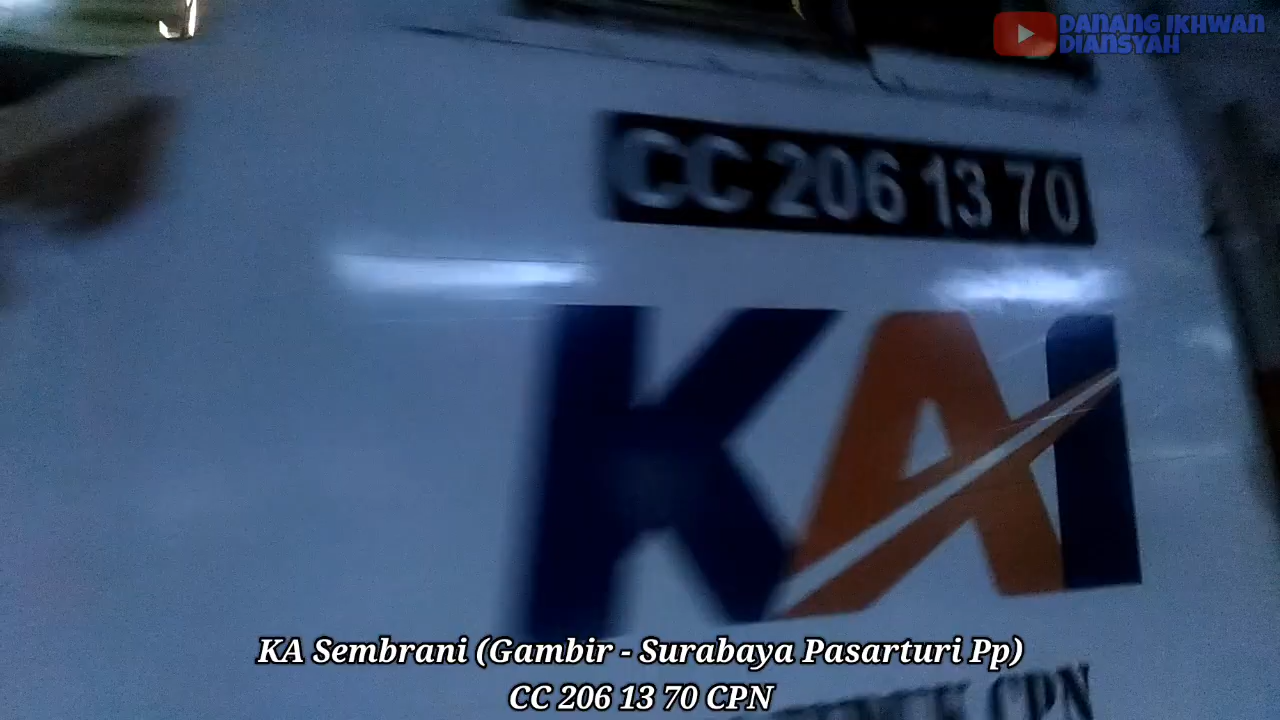 DANANG IKHWAN
DIANSYAH
CC 206 13 70
KAI
KA Sembrani (Gambir - Surabaya Pasarturi Pp)
CC 206 13 70 CPN
CPN